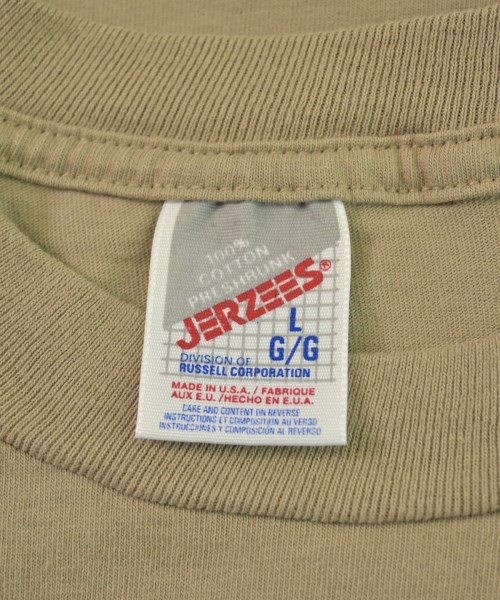 100%
COTTON
PRESHRUNK
JERZEES®
L
G/G
DIVISION OF
RUSSELL CORPORATION
MADE IN U.S.A. / FABRIQUE
AUX E.U. / HECHO EN E.U.A.
CARE AND CONTENT ON REVERSE
INSTRUCTIONS ET COMPOSITION AU VERSO
INSTRUCCIONES Y COMPOSICIÓN AL REVERSO